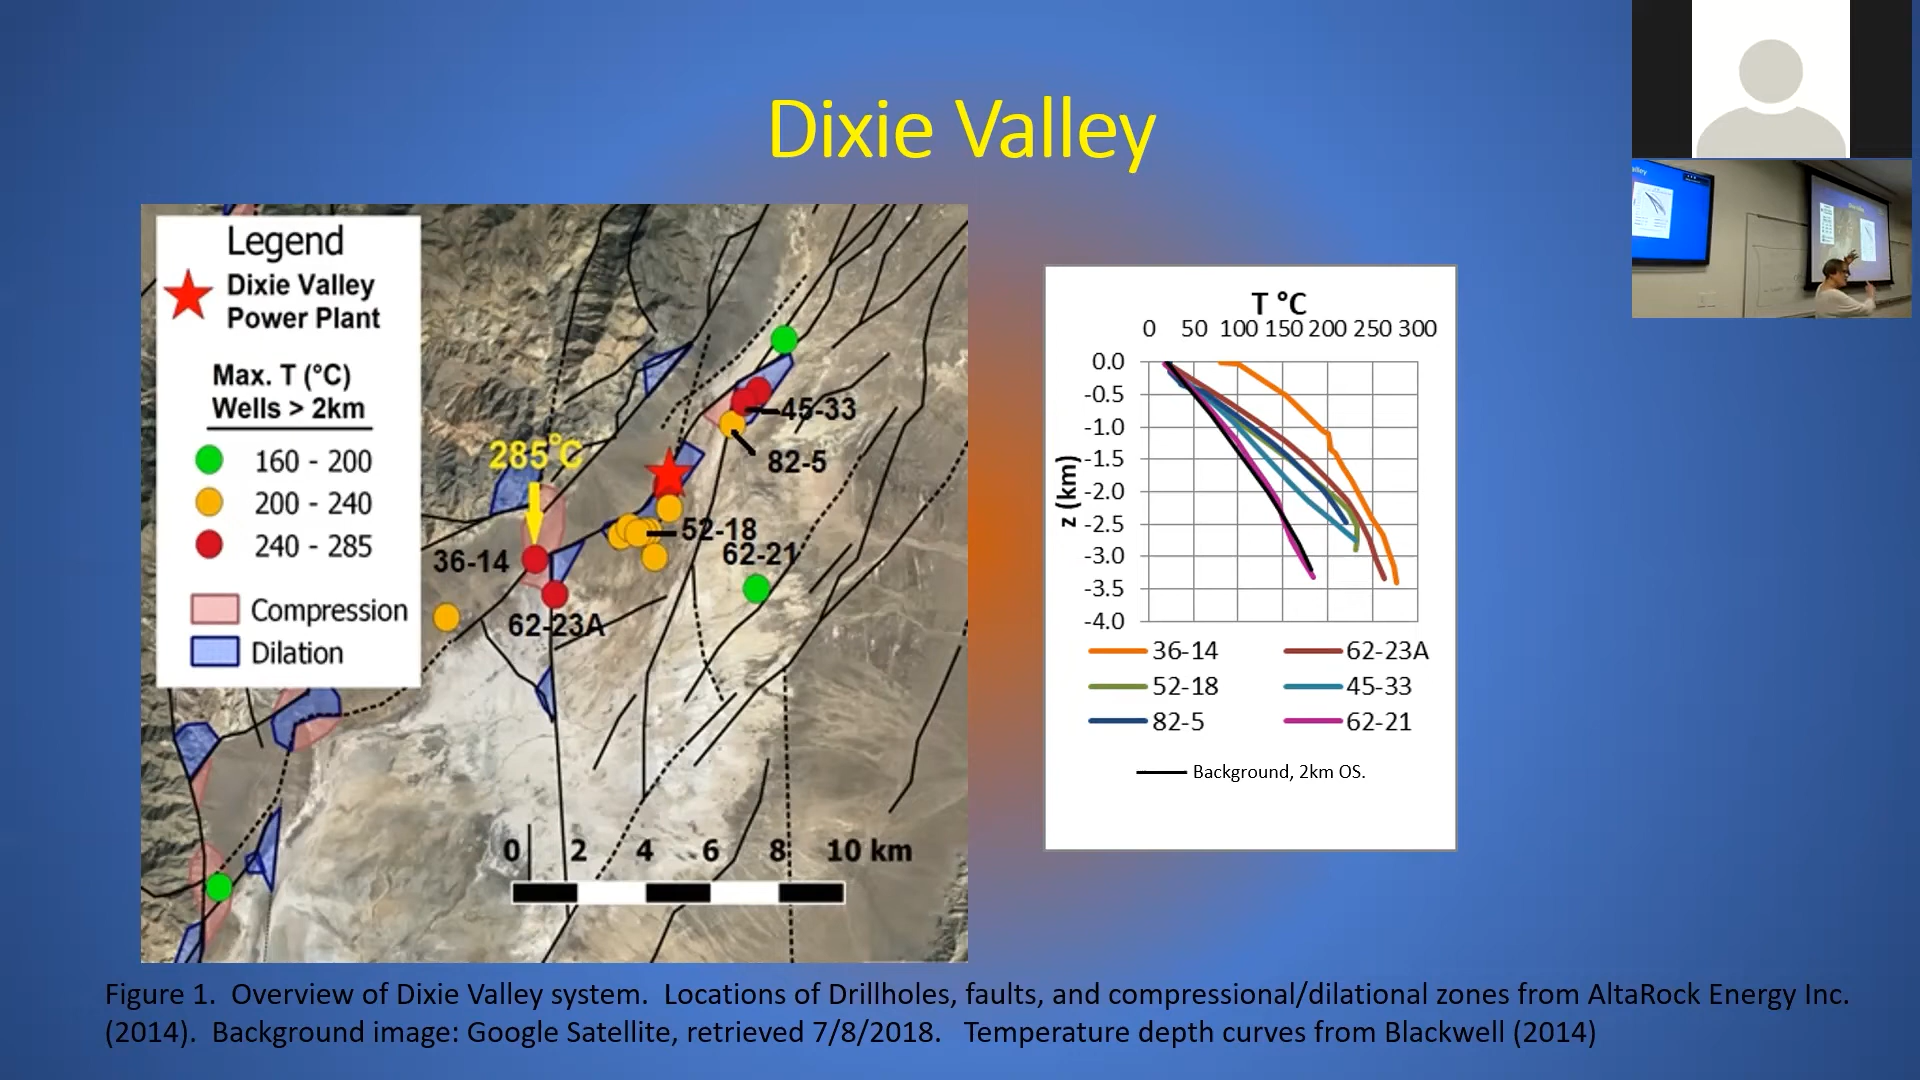 Dixie Valley
Legend
Dixie Valley
Power Plant
Max. T (°C)
Wells > 2km
160 - 200
200 - 240
240 - 285
Compression
Dilation
285°C
45-33
82-5
52-18
62-21
36-14
62-23A
0 2 4 6 8 10 km
T °C
0 50 100 150 200 250 300
0.0
-0.5
-1.0
-1.5
-2.0
-2.5
-3.0
-3.5
-4.0
z (km)
36-14 62-23A
52-18 45-33
82-5 62-21
Background, 2km OS.
Figure 1. Overview of Dixie Valley system. Locations of Drillholes, faults, and compressional/dilational zones from AltaRock Energy Inc.
(2014). Background image: Google Satellite, retrieved 7/8/2018. Temperature depth curves from Blackwell (2014)